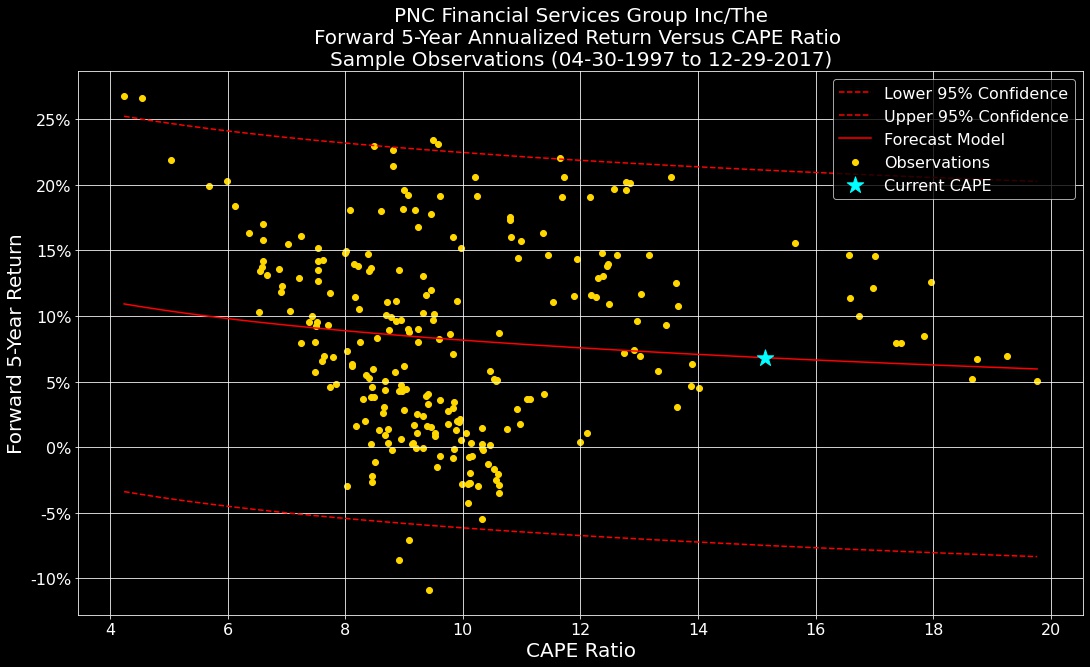 PNC Financial Services Group Inc/The
Forward 5-Year Annualized Return Versus CAPE Ratio
Sample Observations (04-30-1997 to 12-29-2017)
Lower 95% Confidence
Upper 95% Confidence
Forecast Model
Observations
Current CAPE
Forward 5-Year Return
25%
20%
15%
10%
5%
0%
-5%
-10%
4 6 8 10 12 14 16 18 20
CAPE Ratio